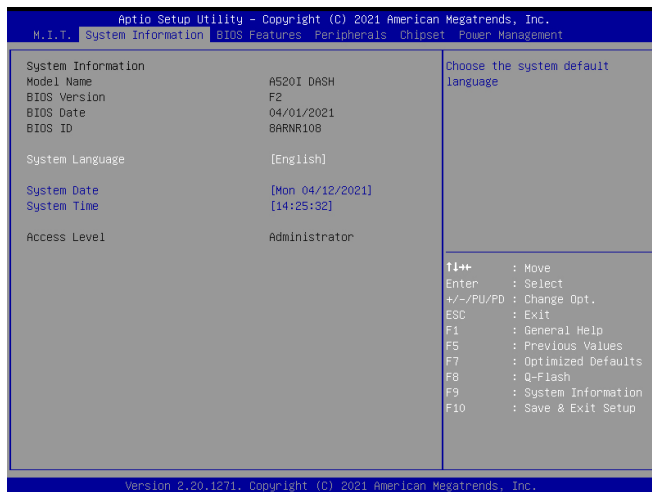 Aptio Setup Utility – Copyright (C) 2021 American Megatrends, Inc.
M.I.T. System Information BIOS Features Peripherals Chipset Power Management
System Information
Model Name A520I DASH
BIOS Version F2
BIOS Date 04/01/2021
BIOS ID 8ARNR108
System Language [English]
System Date [Mon 04/12/2021]
System Time [14:25:32]
Access Level Administrator
Choose the system default
language
↑↓→← : Move
Enter : Select
+/-/PU/PD : Change Opt.
ESC : Exit
F1 : General Help
F5 : Previous Values
F7 : Optimized Defaults
F8 : Q-Flash
F9 : System Information
F10 : Save & Exit Setup
Version 2.20.1271. Copyright (C) 2021 American Megatrends, Inc.